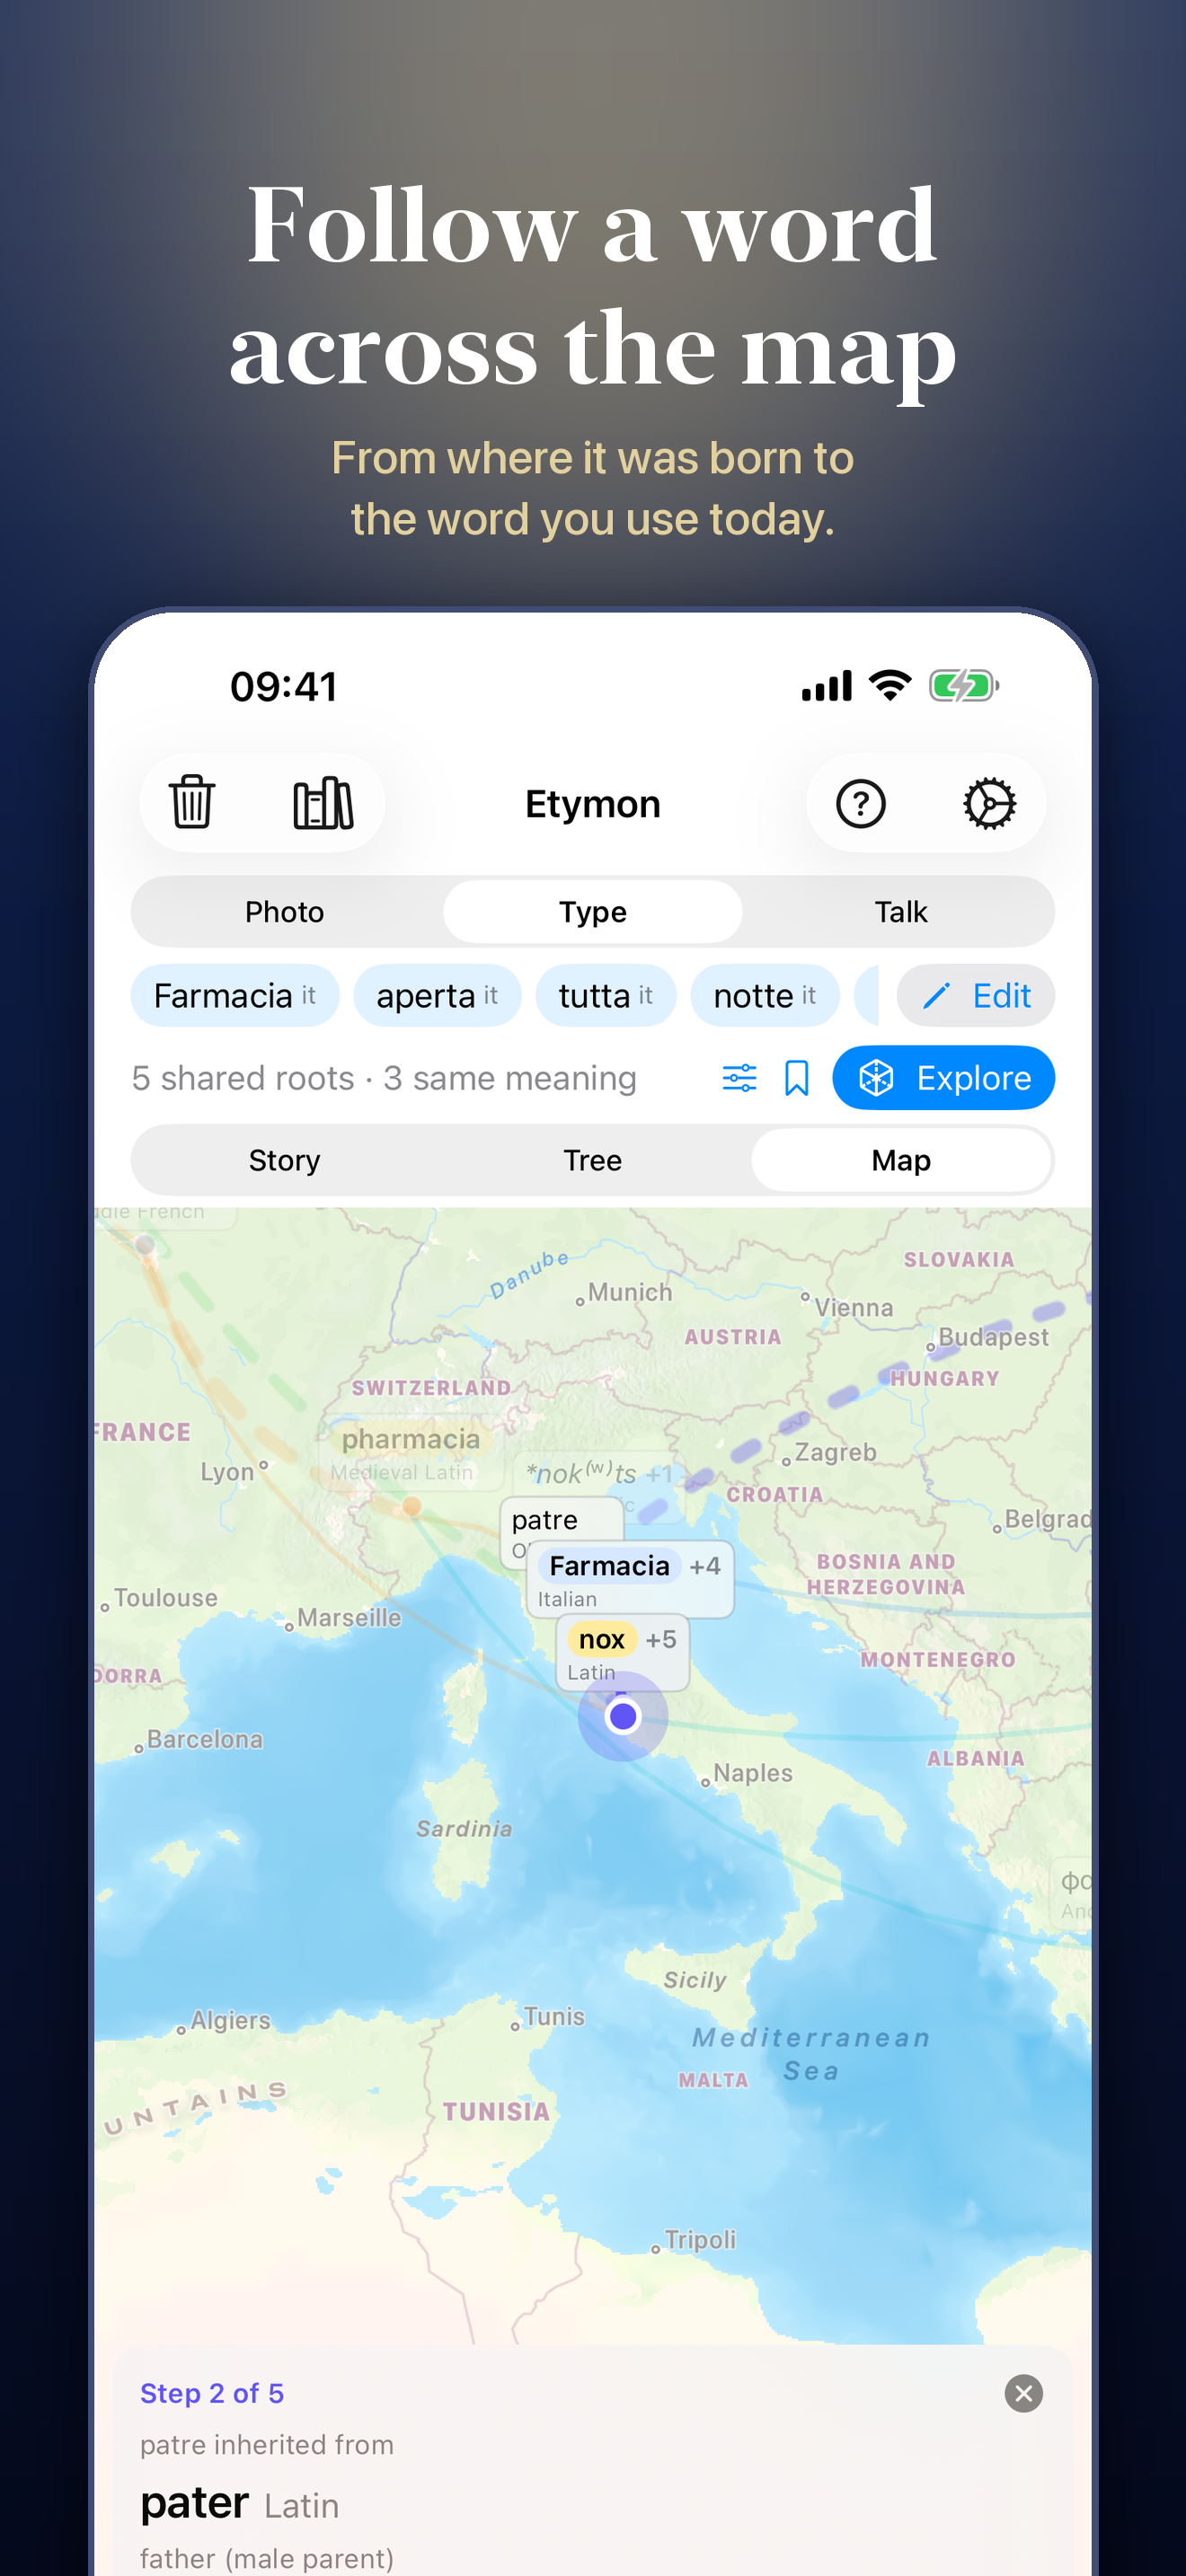 Follow a word
across the map
From where it was born to
the word you use today.
09:41
Etymon
Photo
Type
Talk
Farmacia it
aperta it
tutta it
notte it
Edit
5 shared roots · 3 same meaning
Explore
Story
Tree
Map
French
Danube
Munich
SLOVAKIA
Vienna
AUSTRIA
Budapest
HUNGARY
SWITZERLAND
FRANCE
pharmacia
Medieval Latin
Lyon
Zagreb
*nok⁽ʷ⁾ts +1
CROATIA
patre
Farmacia +4
Italian
BOSNIA AND
HERZEGOVINA
Toulouse
Marseille
nox +5
Latin
MONTENEGRO
Barcelona
ALBANIA
Naples
Sardinia
Sicily
Algiers
Tunis
Mediterranean
Sea
MALTA
TUNISIA
Tripoli
Step 2 of 5
patre inherited from
pater Latin
father (male parent)